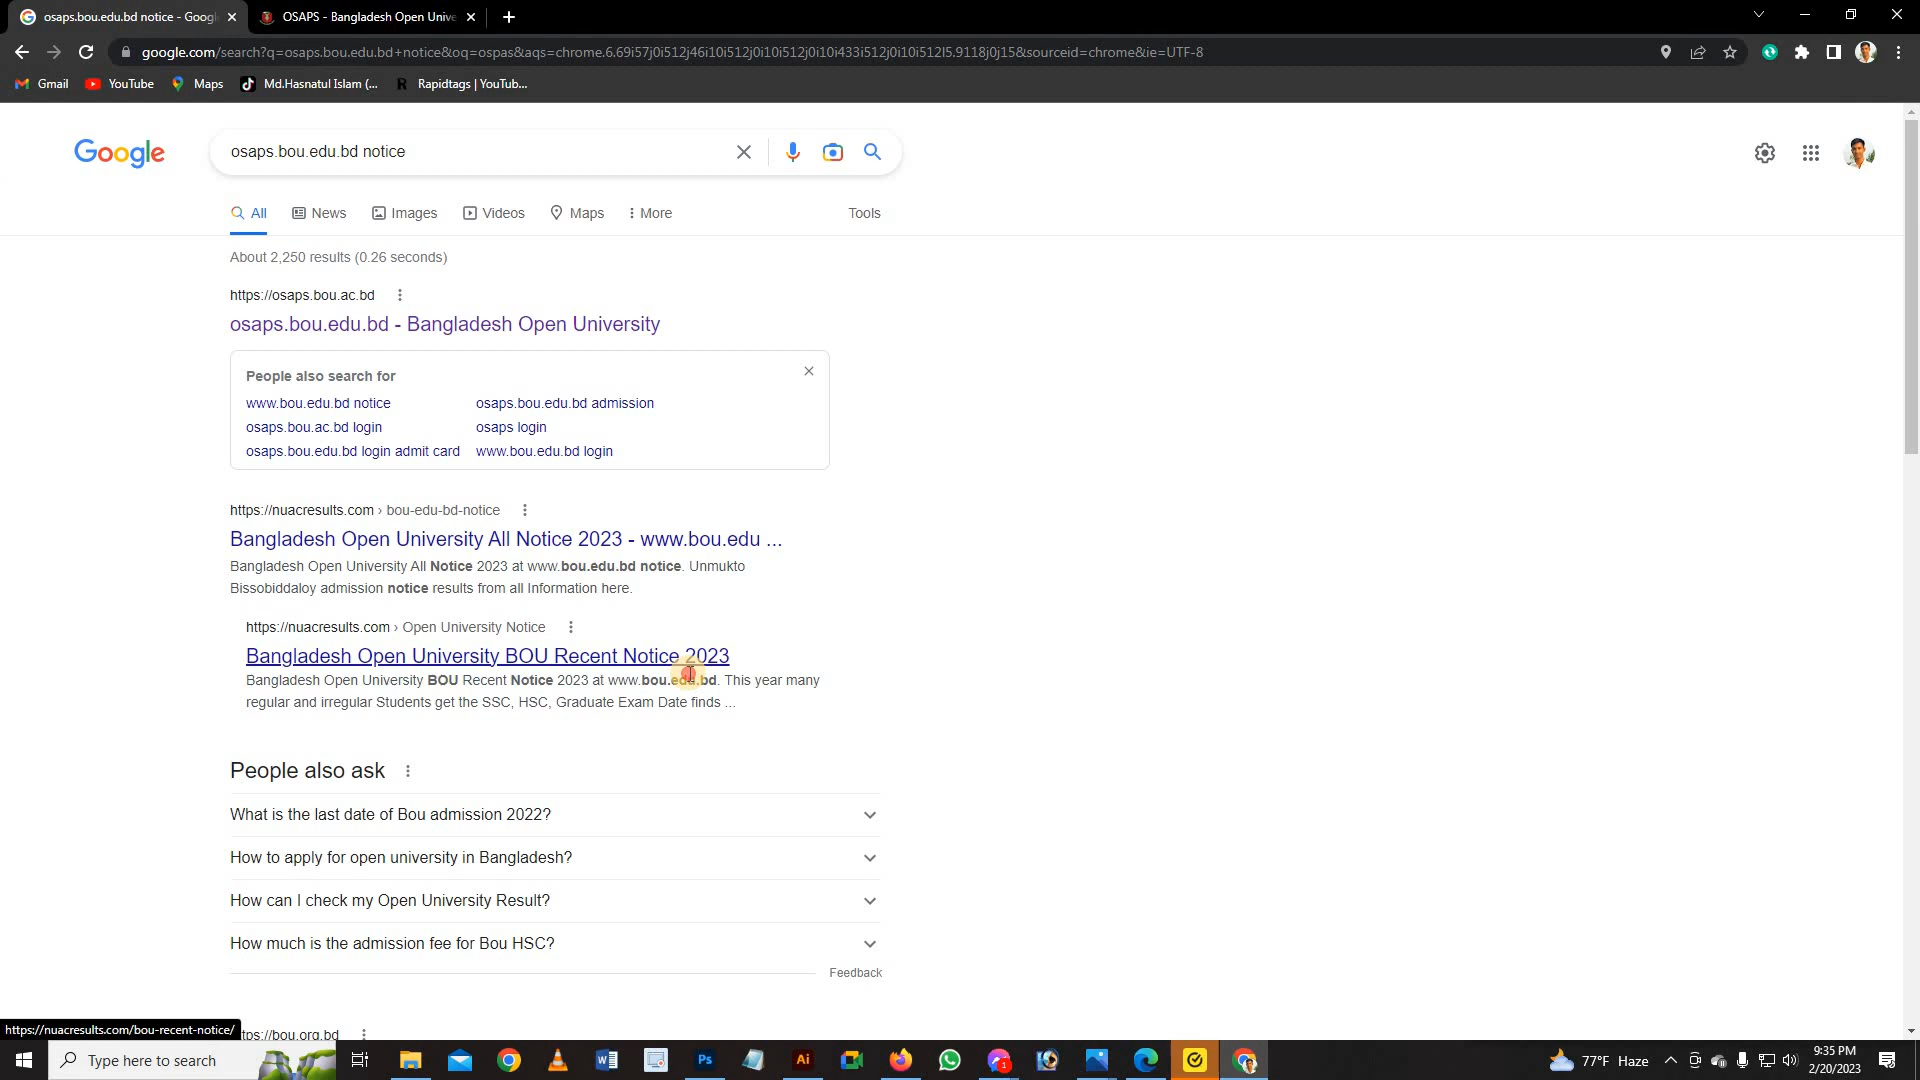 osaps.bou.edu.bd notice - Googl
OSAPS - Bangladesh Open Unive
google.com/search?q=osaps.bou.edu.bd+notice&oq=ospas&aqs=chrome.6.69i57j0i512j46i10i512j0i10i512j0i10i433i512j0i10i512l5.9118j0j15&sourceid=chrome&ie=UTF-8
Gmail
YouTube
Maps
Md.Hasnatul Islam (...
R
Rapidtags | YouTub...
Google
osaps.bou.edu.bd notice
All
News
Images
Videos
Maps
More
Tools
About 2,250 results (0.26 seconds)
https://osaps.bou.ac.bd
osaps.bou.edu.bd - Bangladesh Open University
People also search for
www.bou.edu.bd notice
osaps.bou.edu.bd admission
osaps.bou.ac.bd login
osaps login
osaps.bou.edu.bd login admit card
www.bou.edu.bd login
https://nuacresults.com › bou-edu-bd-notice
Bangladesh Open University All Notice 2023 - www.bou.edu ...
Bangladesh Open University All Notice 2023 at www.bou.edu.bd notice. Unmukto
Bissobiddaloy admission notice results from all Information here.
https://nuacresults.com › Open University Notice
Bangladesh Open University BOU Recent Notice 2023
Bangladesh Open University BOU Recent Notice 2023 at www.bou.edu.bd. This year many
regular and irregular Students get the SSC, HSC, Graduate Exam Date finds ...
People also ask
What is the last date of Bou admission 2022?
How to apply for open university in Bangladesh?
How can I check my Open University Result?
How much is the admission fee for Bou HSC?
Feedback
https://nuacresults.com/bou-recent-notice/
tps://bou.org.bd
Type here to search
Ps
Ai
1
77°F Haze
9:35 PM
2/20/2023